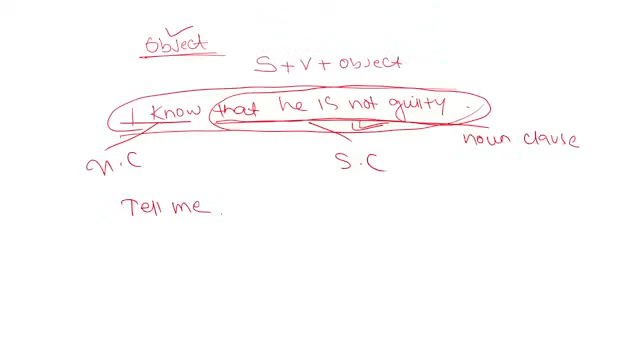 Object
S + V + object
I know that he is not guilty.
noun clause
M.C
S.C
Tell me.